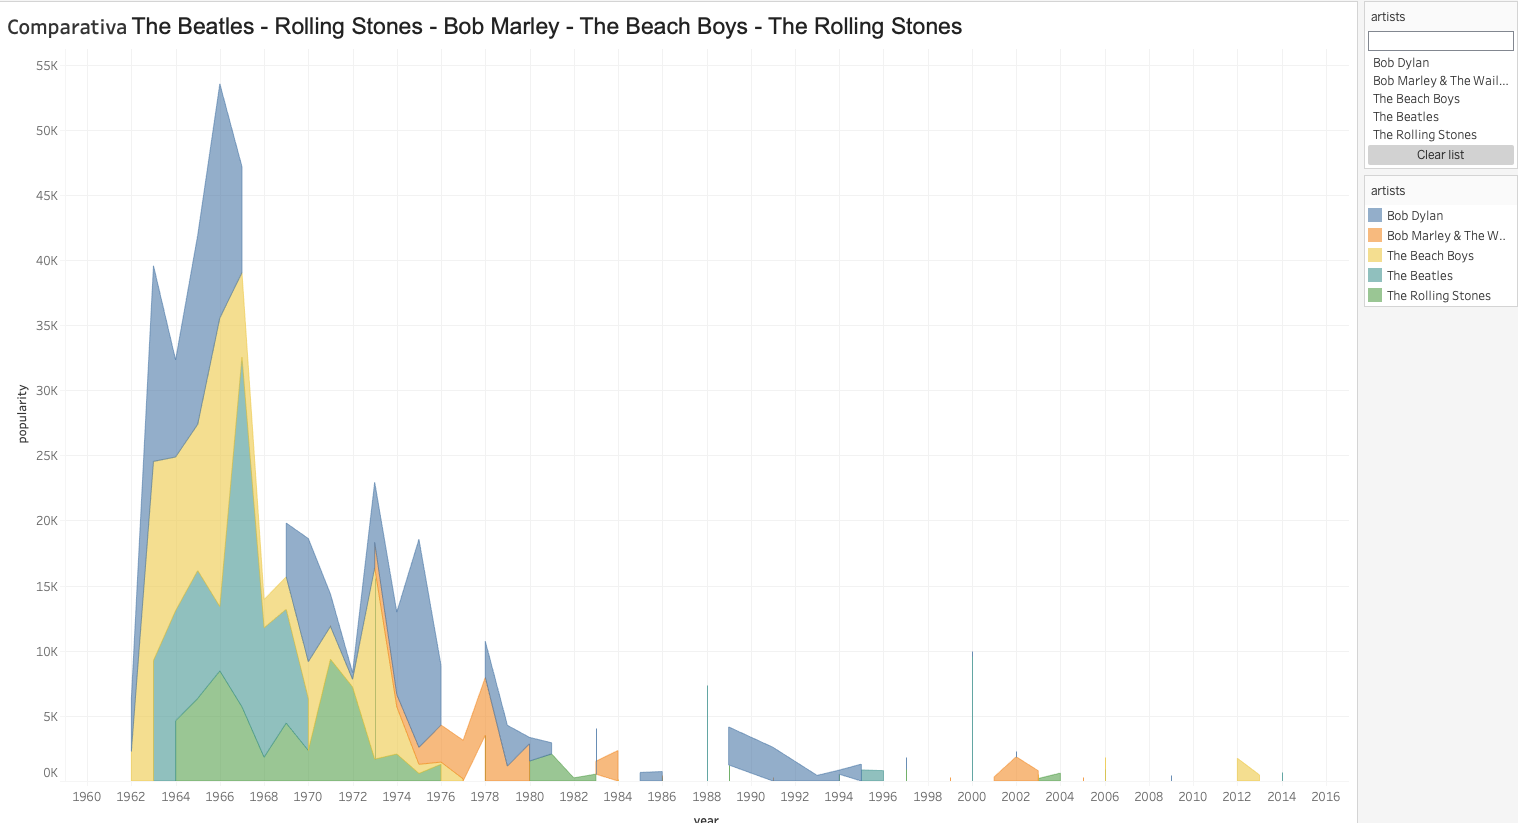 Comparativa The Beatles - Rolling Stones - Bob Marley - The Beach Boys - The Rolling Stones
popularity
55K
50K
45K
40K
35K
30K
25K
20K
15K
10K
5K
0K
1960 1962 1964 1966 1968 1970 1972 1974 1976 1978 1980 1982 1984 1986 1988 1990 1992 1994 1996 1998 2000 2002 2004 2006 2008 2010 2012 2014 2016
year
artists
Bob Dylan
Bob Marley & The Wail...
The Beach Boys
The Beatles
The Rolling Stones
Clear list
artists
Bob Dylan
Bob Marley & The W..
The Beach Boys
The Beatles
The Rolling Stones